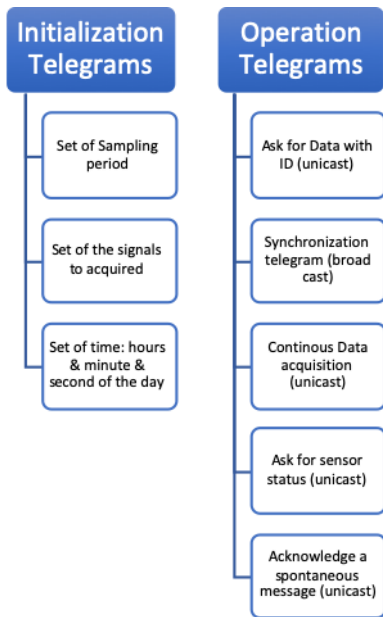 Initialization
Telegrams
Set of Sampling
period
Set of the signals
to acquired
Set of time: hours
& minute &
second of the day
Operation
Telegrams
Ask for Data with
ID (unicast)
Synchronization
telegram (broad
cast)
Continous Data
acquisition
(unicast)
Ask for sensor
status (unicast)
Acknowledge a
spontaneous
message (unicast)